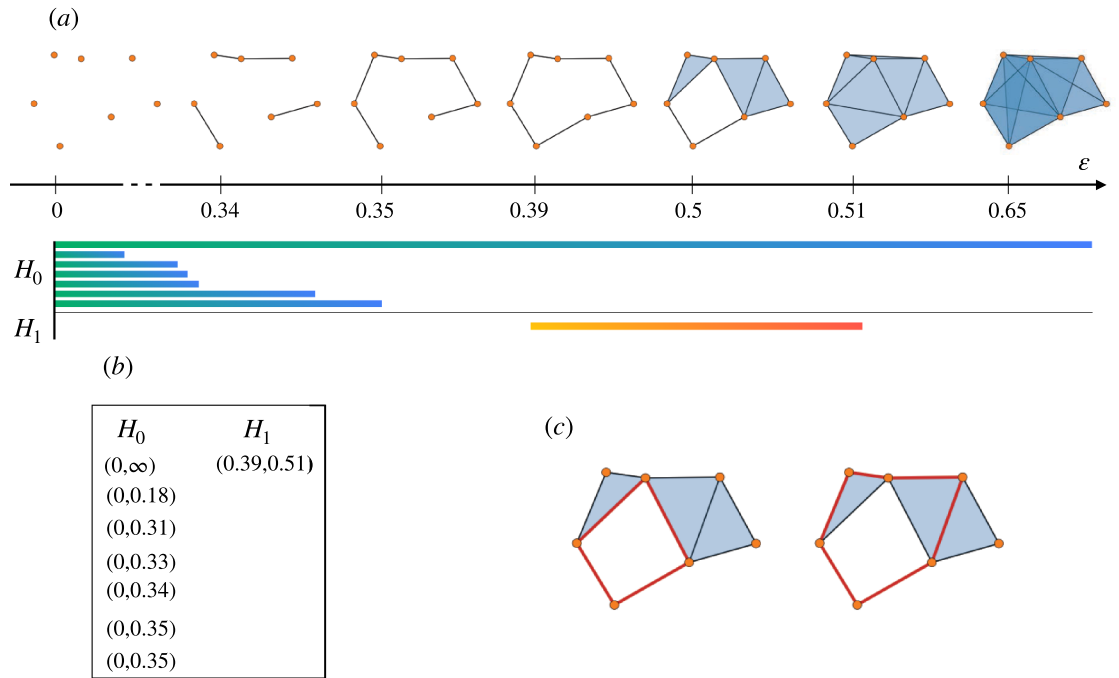 (a)
ε
0 0.34 0.35 0.39 0.5 0.51 0.65
H₀
H₁
(b)
H₀ H₁
(0,∞) (0.39,0.51)
(0,0.18)
(0,0.31)
(0,0.33)
(0,0.34)
(0,0.35)
(0,0.35)
(c)